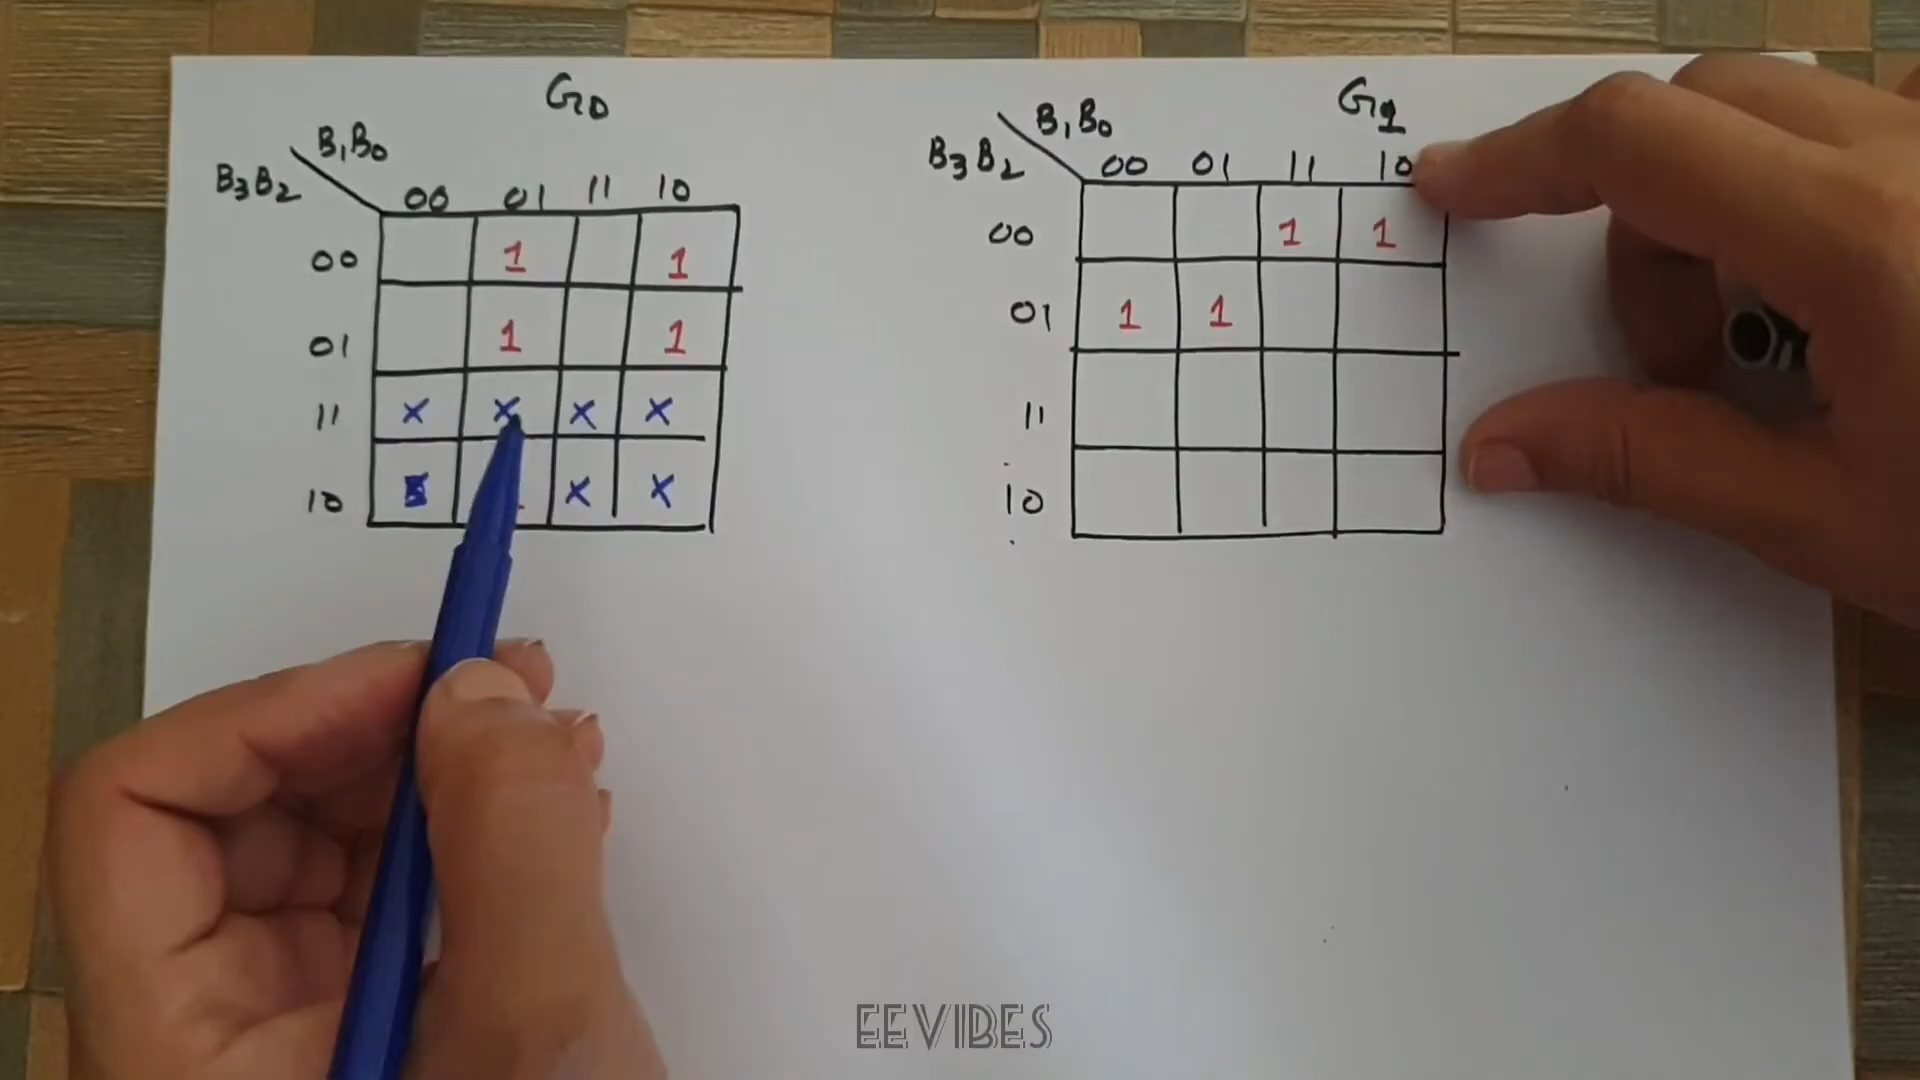 G0
B1B0
B3B2
00 01 11 10
00 1 1
01 1 1
11 x x x x
10 x x
G1
B1B0
B3B2
00 01 11 10
00 1 1
01 1 1
11
10
EEVIBES